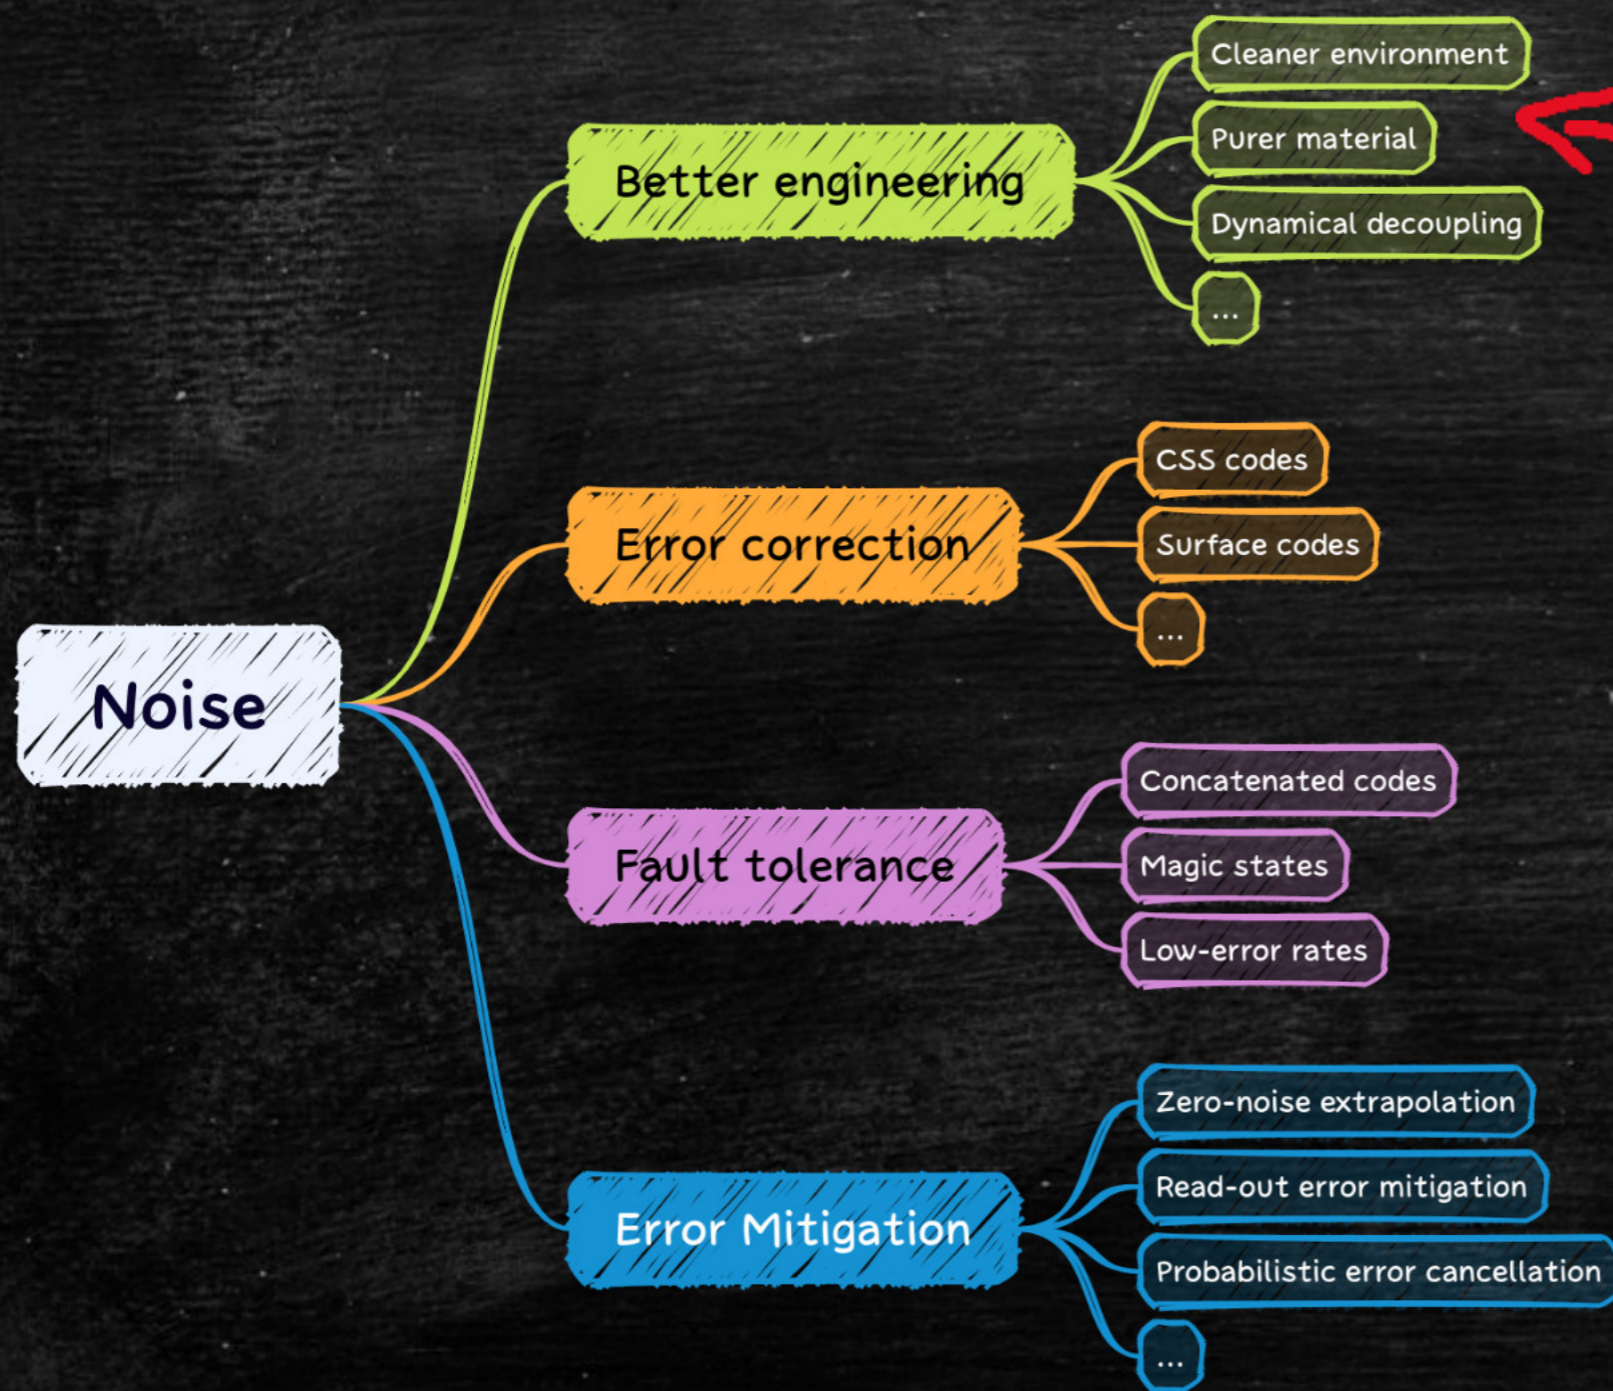 Noise
Better engineering
Cleaner environment
Purer material
Dynamical decoupling
...
Error correction
CSS codes
Surface codes
...
Fault tolerance
Concatenated codes
Magic states
Low-error rates
Error Mitigation
Zero-noise extrapolation
Read-out error mitigation
Probabilistic error cancellation
...